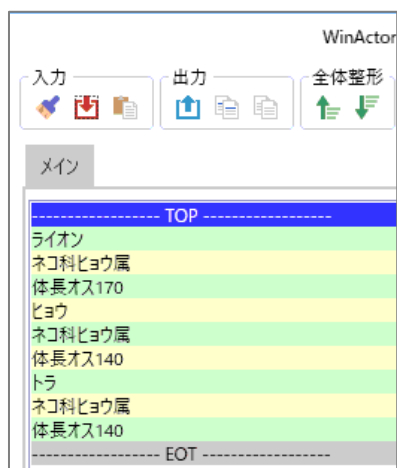 WinActor
入力 出力 全体整形
メイン
------------------ TOP ------------------
ライオン
ネコ科ヒョウ属
体長オス170
ヒョウ
ネコ科ヒョウ属
体長オス140
トラ
ネコ科ヒョウ属
体長オス140
------------------ EOT ------------------